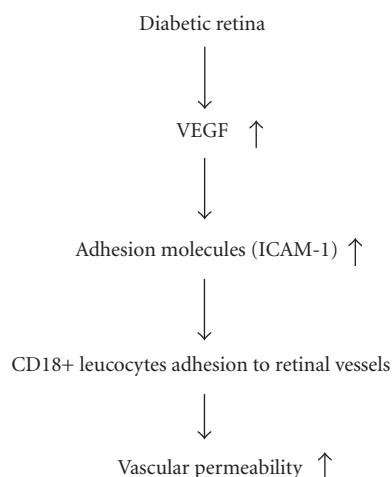 Diabetic retina
VEGF ↑
Adhesion molecules (ICAM-1) ↑
CD18+ leucocytes adhesion to retinal vessels
Vascular permeability ↑